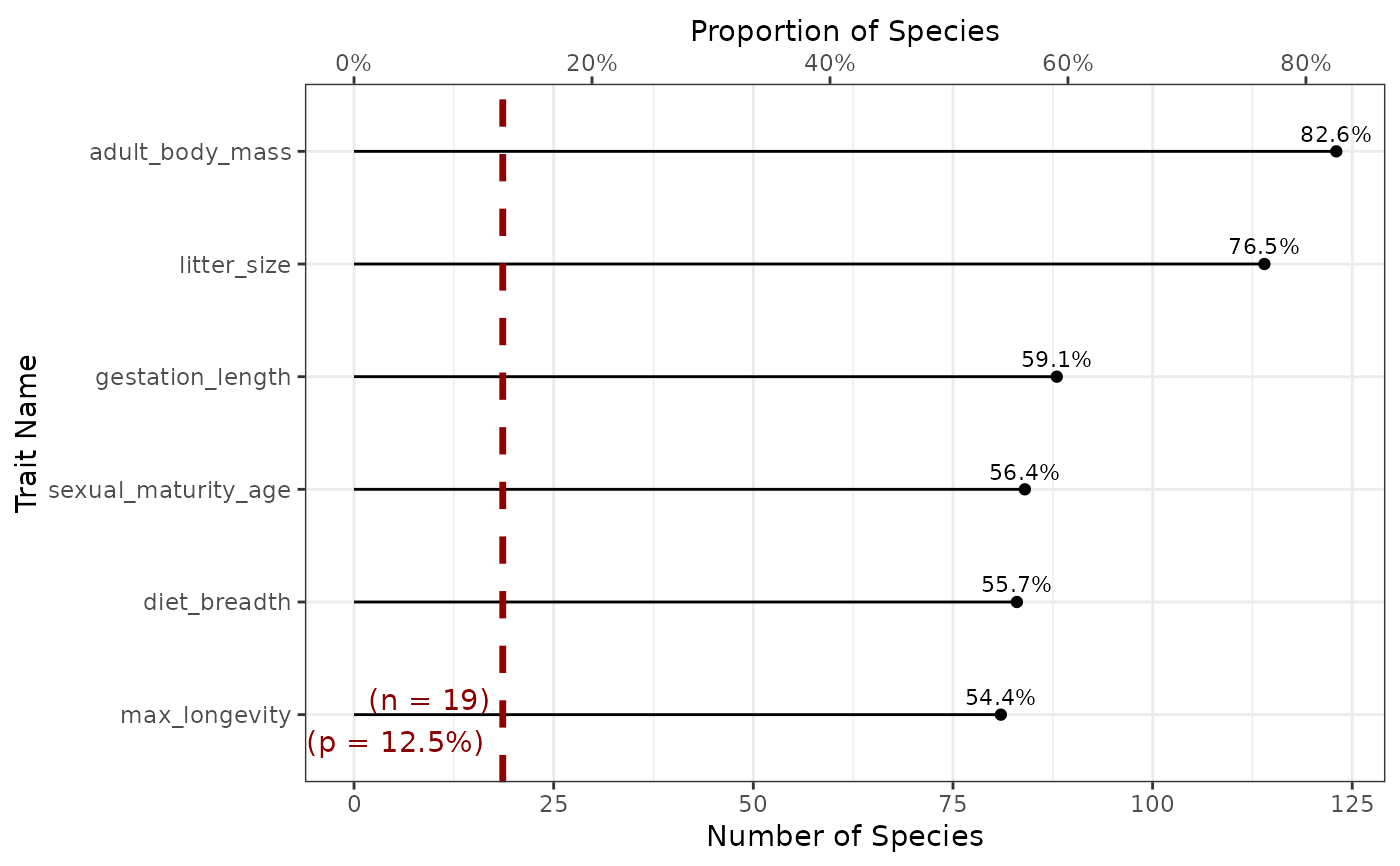 Proportion of Species
0% 20% 40% 60% 80%
Trait Name
adult_body_mass 82.6%
litter_size 76.5%
gestation_length 59.1%
sexual_maturity_age 56.4%
diet_breadth 55.7%
max_longevity 54.4%
(n = 19)
(p = 12.5%)
0 25 50 75 100 125
Number of Species